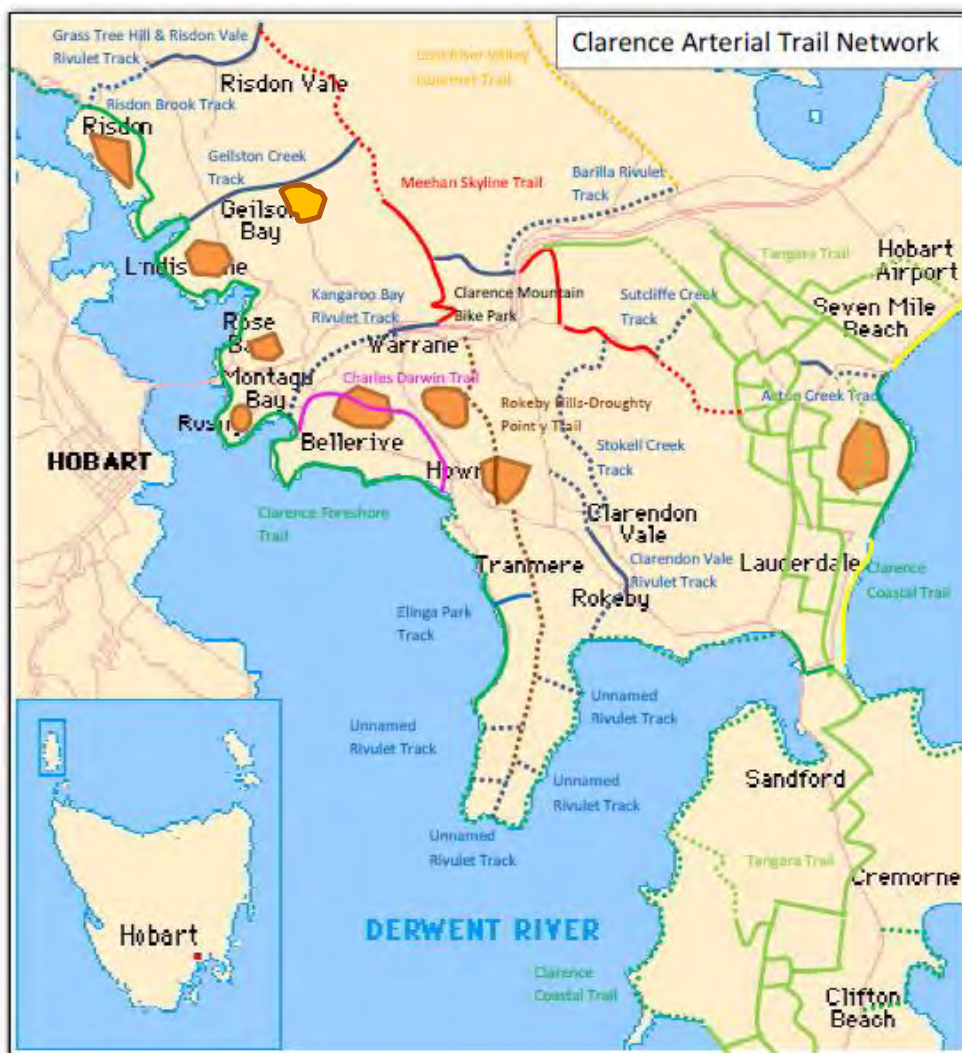 Clarence Arterial Trail Network
Grass Tree Hill & Risdon Vale
Rivulet Track
Coal River Valley
Gourmet Trail
Risdon Vale
Risdon Brook Track
Risdon
Geilston Creek
Track
Meehan Skyline Trail
Barilla Rivulet
Track
Bay
Tangara Trail
Hobart
Airport
Kangaroo Bay
Rivulet Track
Clarence Mountain
Bike Park
Sutcliffe Creek
Track
Seven Mile
Beach
Rose
Warrane
Montagu
Bay
Charles Darwin Trail
Acton Creek Track
Rokeby Hills-Droughty
Point y Trail
HOBART
Bellerive
Stokell Creek
Track
Clarence Foreshore
Trail
Clarendon
Vale
Tranmere
Clarendon Vale
Rivulet Track
Lauderdale
Clarence
Coastal Trail
Rokeby
Elinga Park
Track
Unnamed
Rivulet Track
Unnamed
Rivulet Track
Unnamed
Rivulet Track
Unnamed
Rivulet Track
Sandford
Tangara Trail
Cremorne
Hobart
DERWENT RIVER
Clarence
Coastal Trail
Clifton
Beach